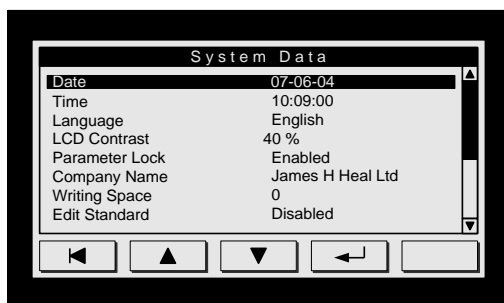 System Data
Date 07-06-04
Time 10:09:00
Language English
LCD Contrast 40 %
Parameter Lock Enabled
Company Name James H Heal Ltd
Writing Space 0
Edit Standard Disabled